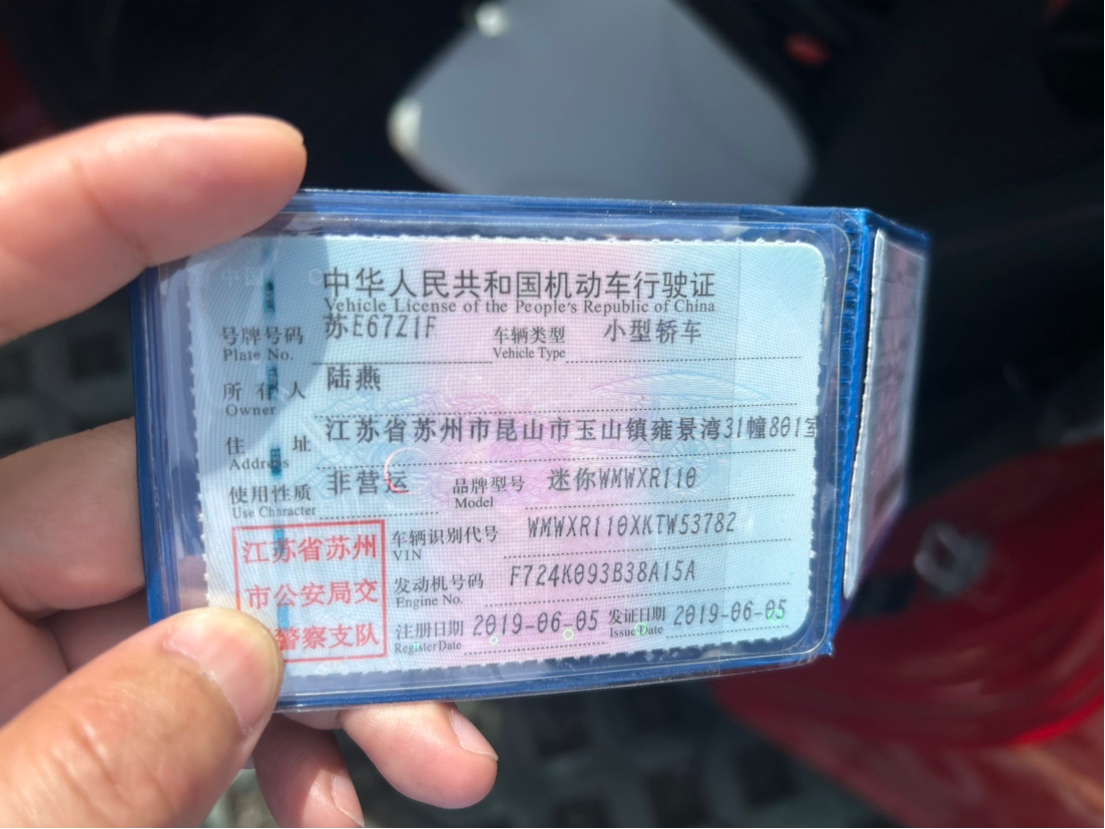 中华人民共和国机动车行驶证
Vehicle License of the People's Republic of China
号牌号码 苏E67Z1F 车辆类型 小型轿车
Plate No. Vehicle Type
所有人 陆燕
Owner
住址 江苏省苏州市昆山市玉山镇雍景湾31幢801室
Address
使用性质 非营运 品牌型号 迷你WMWXR110
Use Character Model
江苏省苏州 车辆识别代号 WMWXR110XKTW53782
VIN
市公安局交 发动机号码 F724K093B38A15A
Engine No.
警察支队 注册日期 2019-06-05 发证日期 2019-06-05
Register Date Issue Date